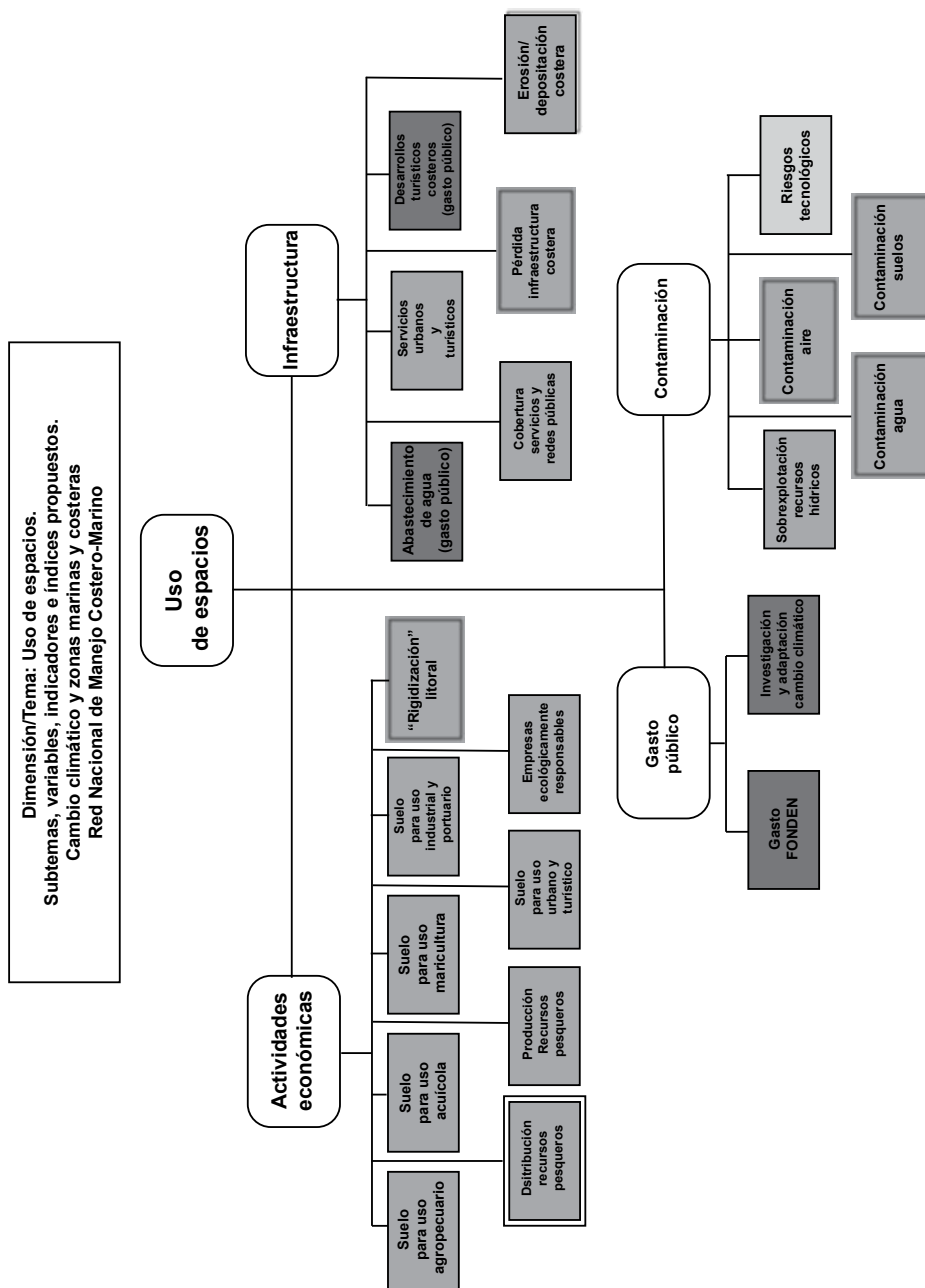 Dimensión/Tema: Uso de espacios.
Subtemas, variables, indicadores e índices propuestos.
Cambio climático y zonas marinas y costeras
Red Nacional de Manejo Costero-Marino
Uso
de espacios
Actividades
económicas
Suelo
para uso
agropecuario
Dsitribución
recursos
pesqueros
Suelo
para uso
acuícola
Producción
Recursos
pesqueros
Suelo
para uso
maricultura
Suelo
para uso
urbano y
turístico
Suelo
para uso
industrial y
portuario
Empresas
ecológicamente
responsables
“Rigidización”
litoral
Infraestructura
Abastecimiento
de agua
(gasto público)
Cobertura
servicios y
redes públicas
Servicios
urbanos
y
turísticos
Pérdida
infraestructura
costera
Desarrollos
turísticos
costeros
(gasto público)
Erosión/
depositación
costera
Gasto
público
Gasto
FONDEN
Investigación
y adaptación
cambio climático
Contaminación
Sobrexplotación
recursos
hídricos
Contaminación
agua
Contaminación
aire
Contaminación
suelos
Riesgos
tecnológicos